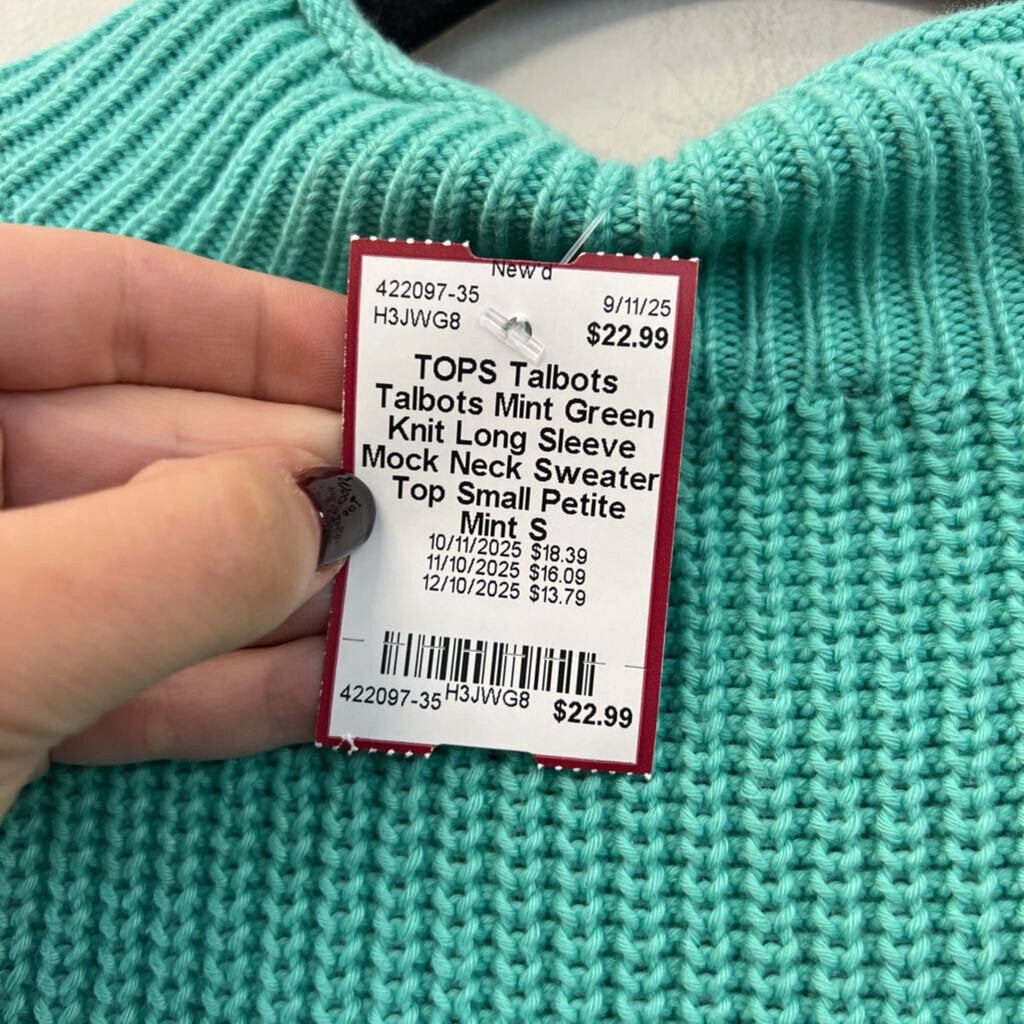 New'd
422097-35
9/11/25
H3JWG8
$22.99
TOPS Talbots
Talbots Mint Green
Knit Long Sleeve
Mock Neck Sweater
Top Small Petite
Mint S
10/11/2025 $18.39
11/10/2025 $16.09
12/10/2025 $13.79
422097-35 H3JWG8 $22.99